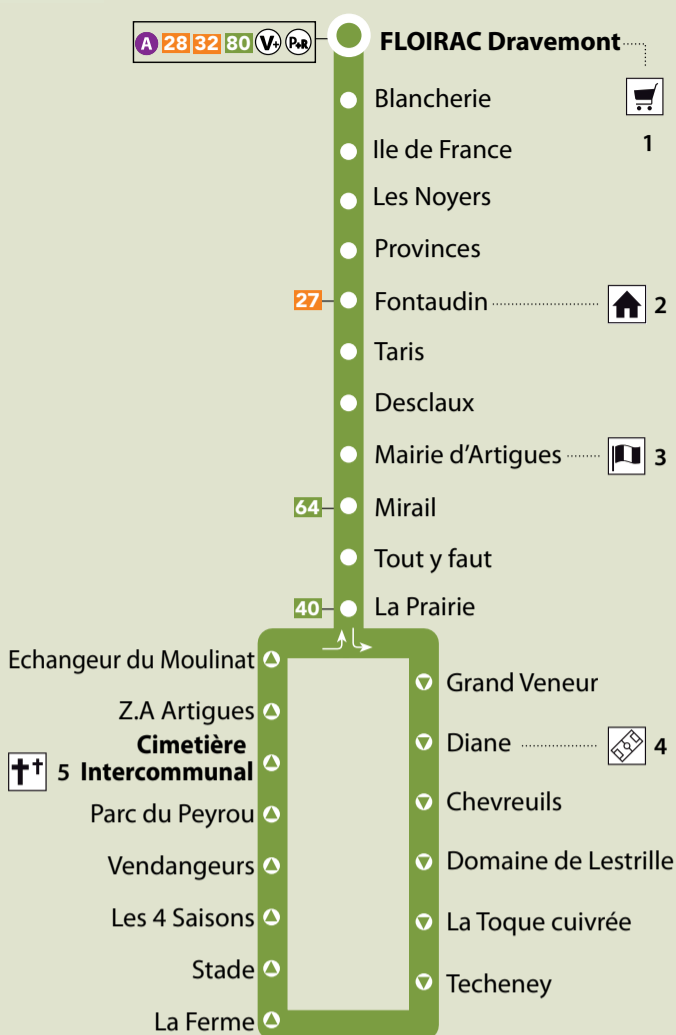 A 28 32 80 V+ P+R FLOIRAC Dravemont
Blancherie
1
Ile de France
Les Noyers
Provinces
27 Fontaudin 2
Taris
Desclaux
Mairie d'Artigues 3
64 Mirail
Tout y faut
40 La Prairie
Echangeur du Moulinat
Z.A Artigues
Cimetière
5 Intercommunal
Parc du Peyrou
Vendangeurs
Les 4 Saisons
Stade
La Ferme
Grand Veneur
Diane 4
Chevreuils
Domaine de Lestrille
La Toque cuivrée
Techeney